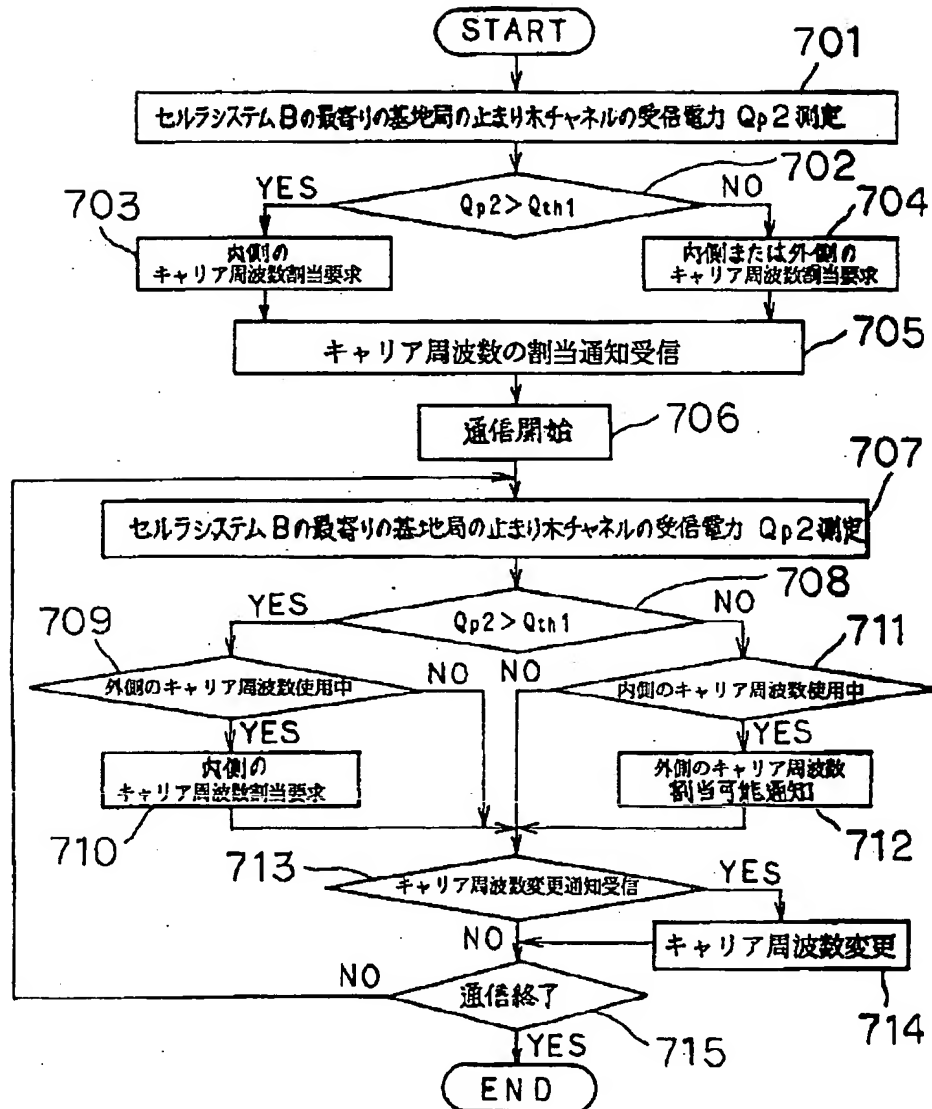 START
701
セルラシステムBの最寄りの基地局の止まり木チャネルの受信電力 Qp2測定
702
YES
NO
703
704
Qp2>Qth1
内側の
キャリア周波数割当要求
内側または外側の
キャリア周波数割当要求
705
キャリア周波数の割当通知受信
706
通信開始
707
セルラシステムBの最寄りの基地局の止まり木チャネルの受信電力 Qp2測定
708
YES
NO
709
711
Qp2>Qth1
外側のキャリア周波数使用中
NO
NO
内側のキャリア周波数使用中
YES
YES
内側の
キャリア周波数割当要求
外側のキャリア周波数
割当可能通知
710
712
713
キャリア周波数変更通知受信
YES
NO
キャリア周波数変更
NO
通信終了
714
715
YES
END